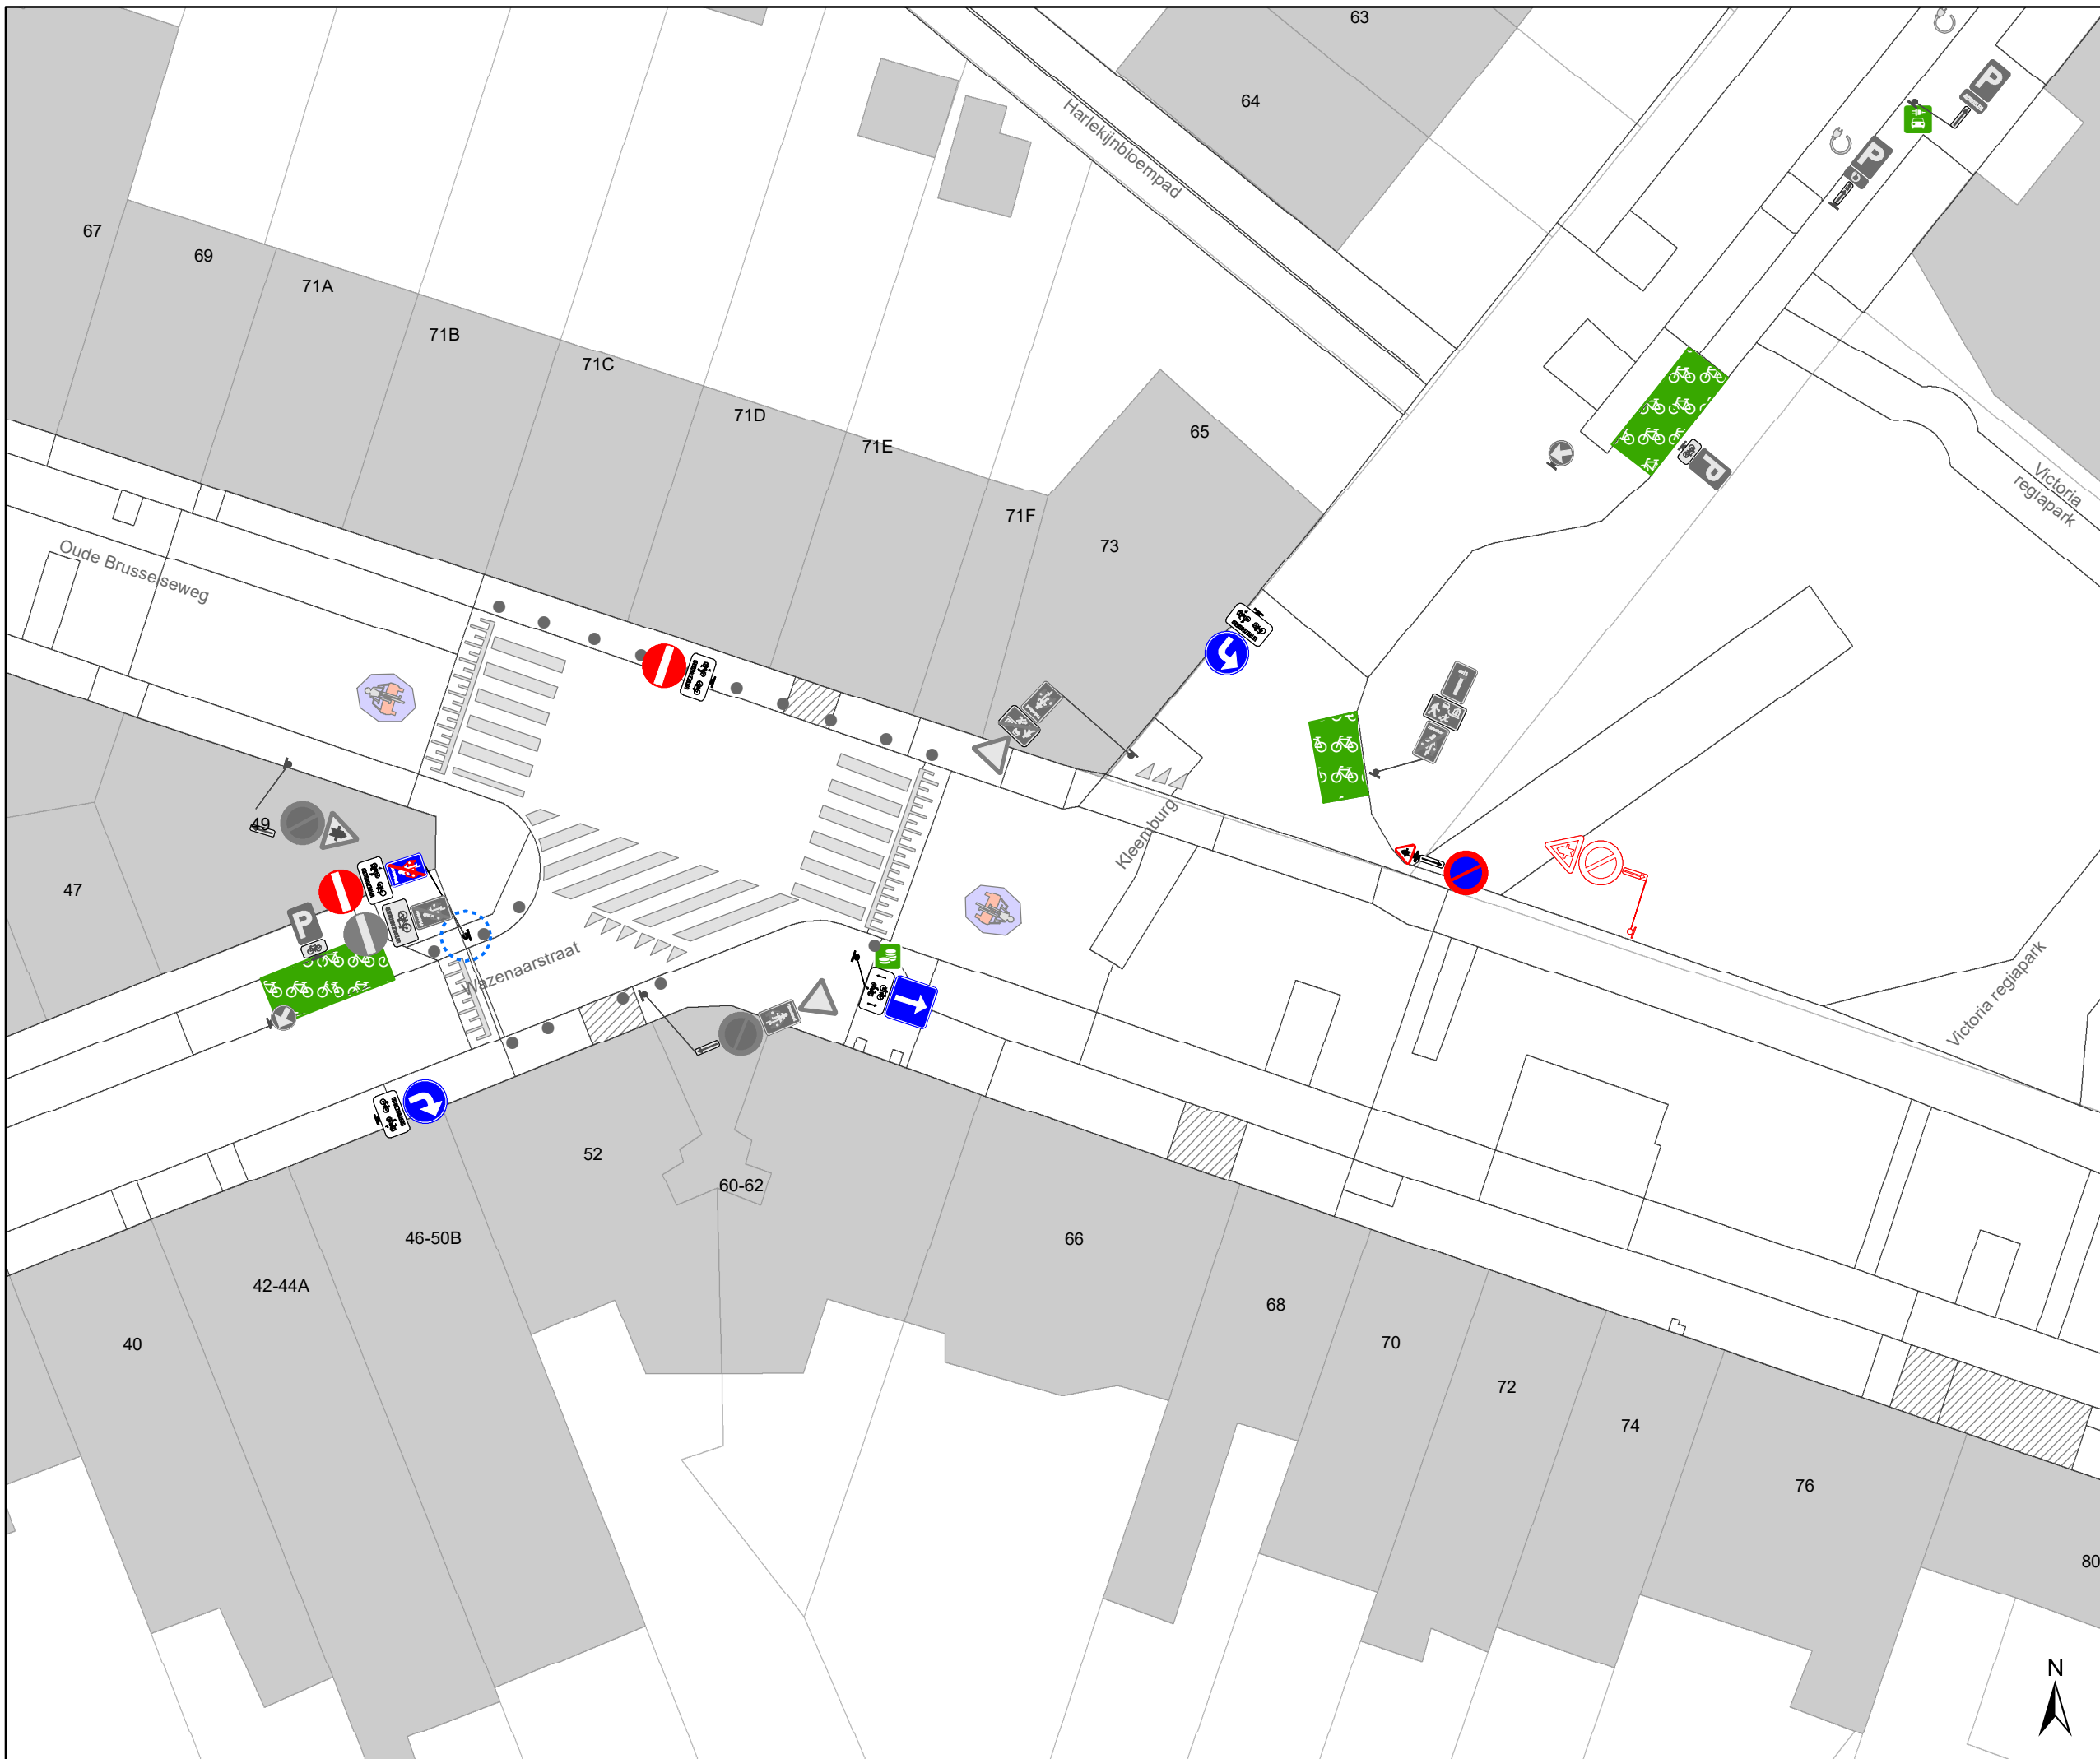 63
64
Harlekijnbloempad
P
P
67
69
71A
71B
71C
71D
71E
71F
65
73
P
Victoria
regiapark
Oude Brusselseweg
49
47
P
Kleemburg
Wazenaarstraat
Victoria regiapark
52
60-62
46-50B
66
42-44A
68
40
70
72
74
76
80
N